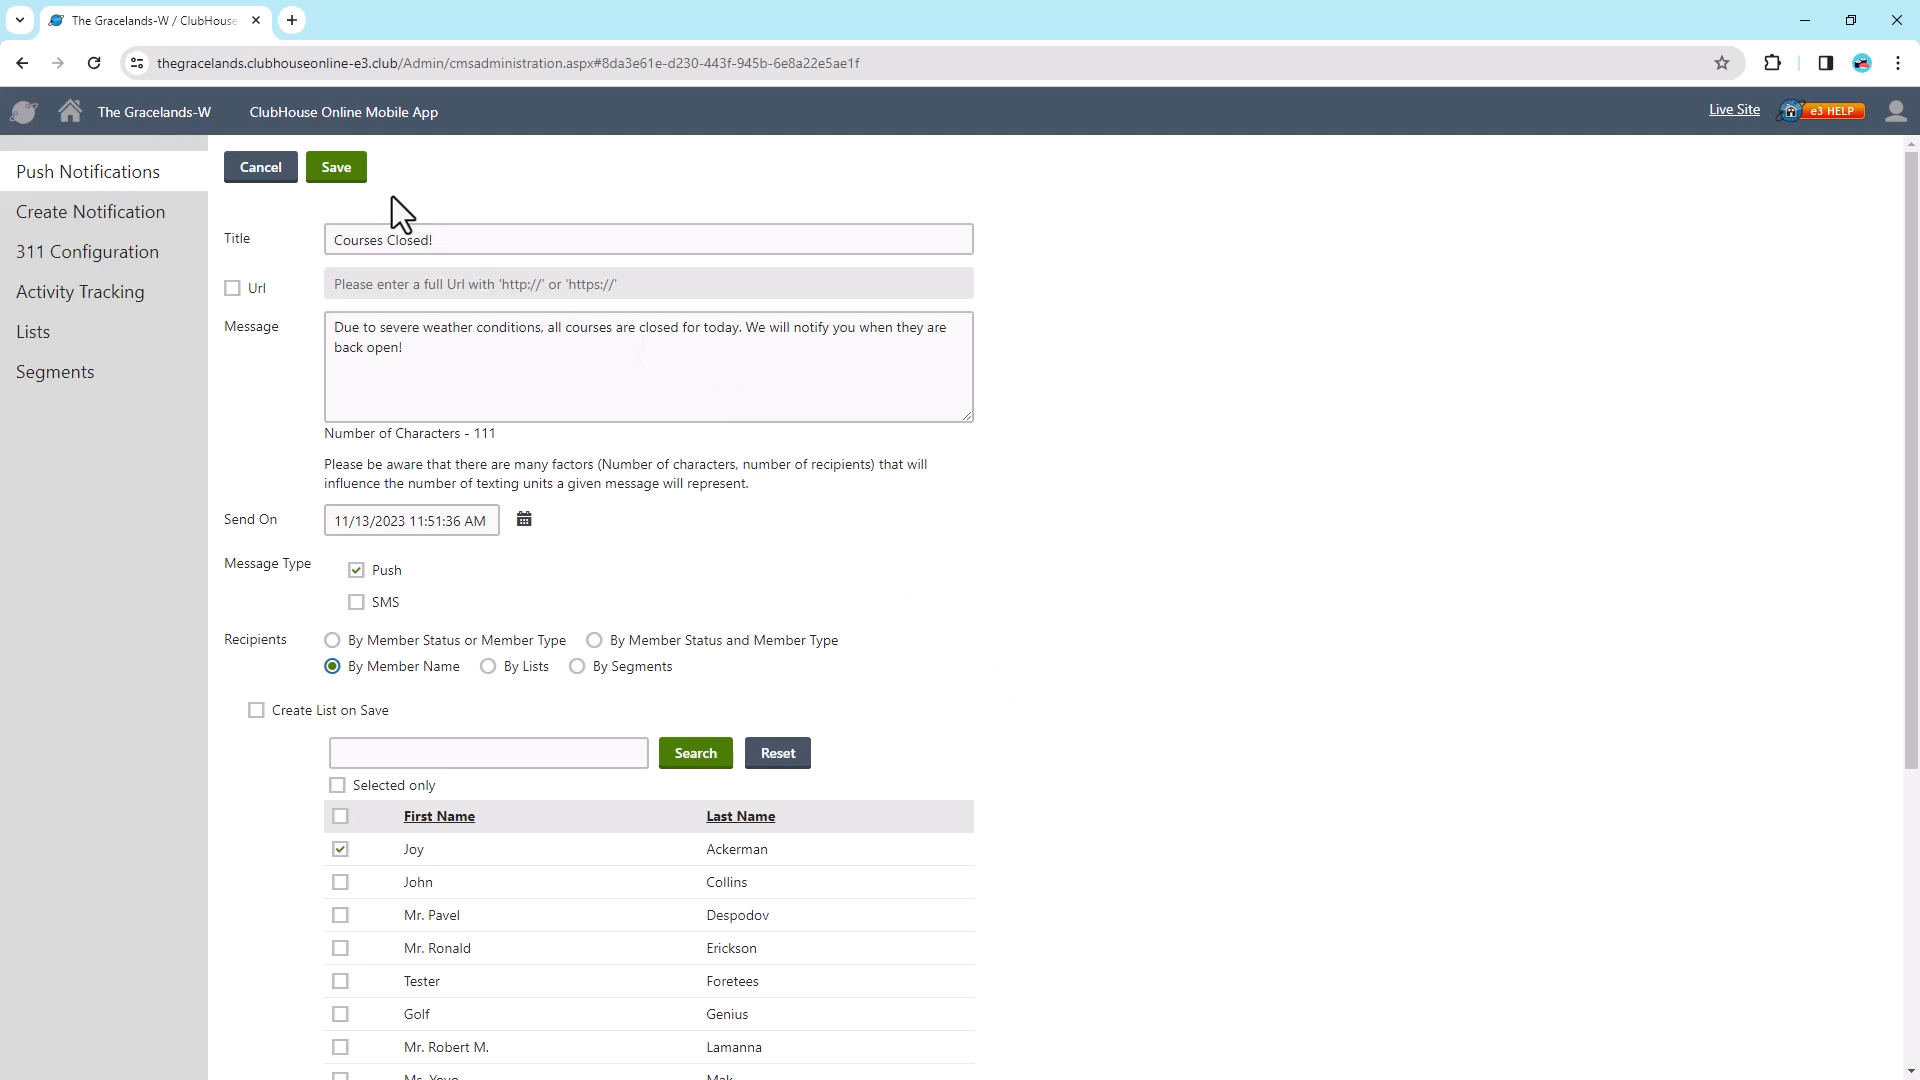 The Gracelands-W / ClubHouse
thegracelands.clubhouseonline-e3.club/Admin/cmsadministration.aspx#8da3e61e-d230-443f-945b-6e8a22e5ae1f
The Gracelands-W
ClubHouse Online Mobile App
Live Site
e3 HELP
Push Notifications
Create Notification
311 Configuration
Activity Tracking
Lists
Segments
Cancel
Save
Title
Courses Closed!
Url
Please enter a full Url with 'http://' or 'https://'
Message
Due to severe weather conditions, all courses are closed for today. We will notify you when they are
back open!
Number of Characters - 111
Please be aware that there are many factors (Number of characters, number of recipients) that will
influence the number of texting units a given message will represent.
Send On
11/13/2023 11:51:36 AM
Message Type
Push
SMS
Recipients
By Member Status or Member Type
By Member Status and Member Type
By Member Name
By Lists
By Segments
Create List on Save
Search
Reset
Selected only
First Name Last Name
Joy Ackerman
John Collins
Mr. Pavel Despodov
Mr. Ronald Erickson
Tester Foretees
Golf Genius
Mr. Robert M. Lamanna